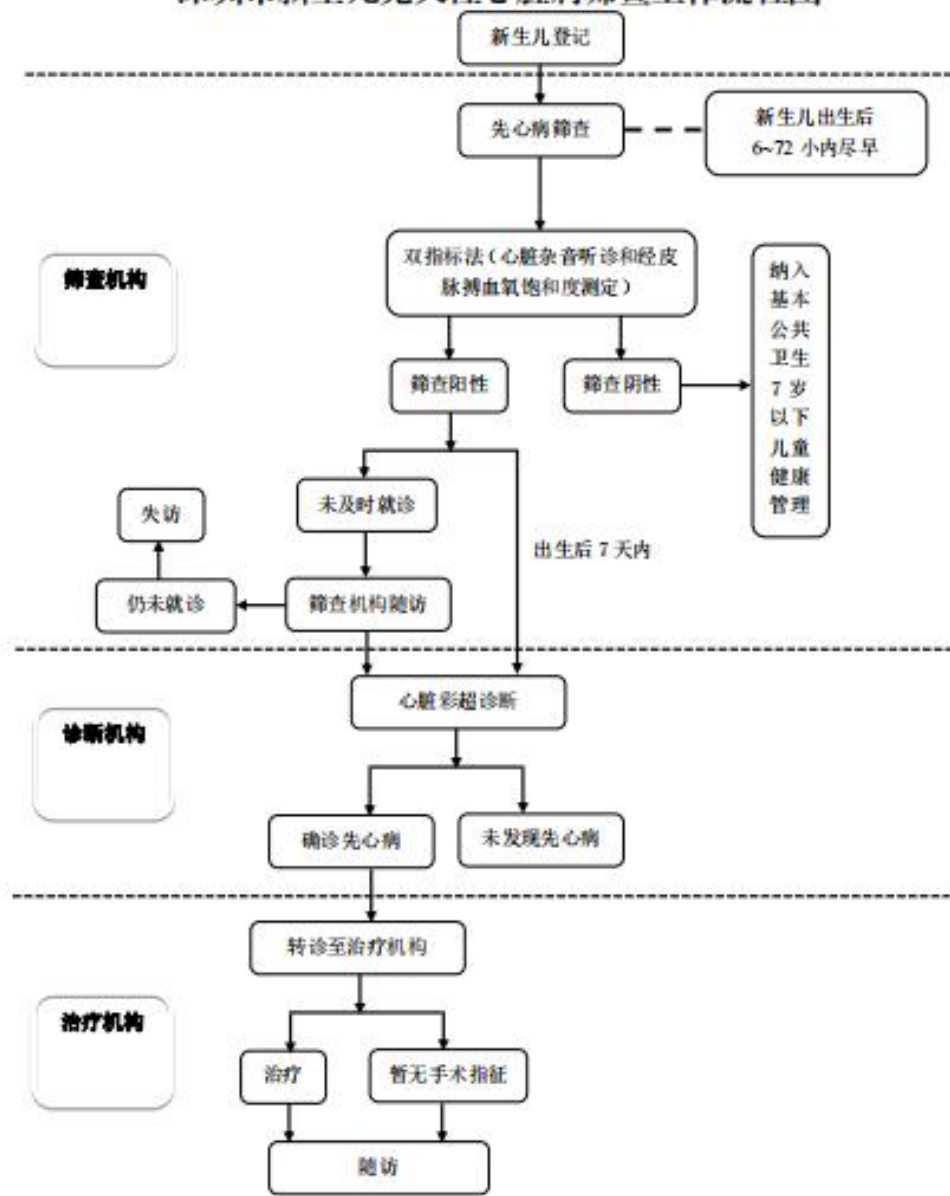 新生儿登记
先心病筛查
新生儿出生后
6~72 小内尽早
筛查机构
双指标法（心脏杂音听诊和经皮
脉搏血氧饱和度测定）
纳入
基本
公共
卫生
7 岁
以下
儿童
健康
管理
筛查阳性
筛查阴性
未及时就诊
失访
出生后 7 天内
仍未就诊
筛查机构随访
心脏彩超诊断
诊断机构
确诊先心病
未发现先心病
转诊至治疗机构
治疗机构
治疗
暂无手术指征
随访